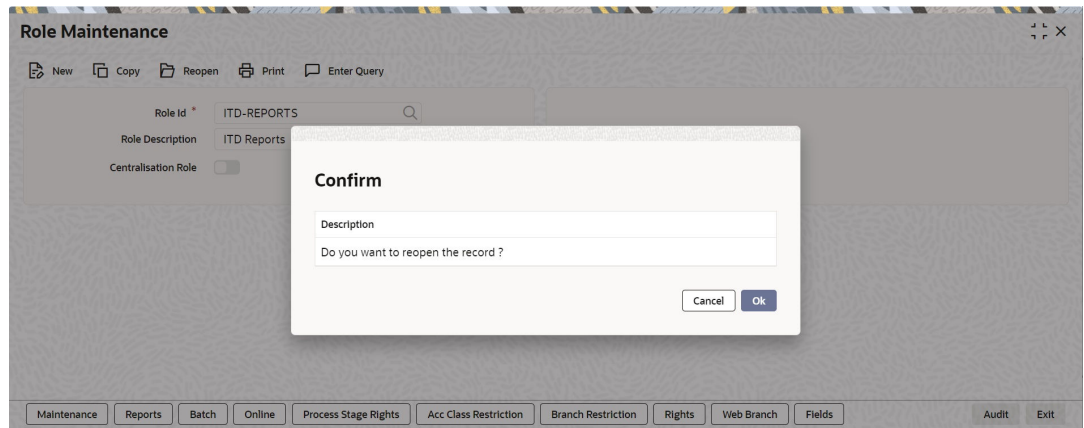 Role Maintenance
New Copy Reopen Print Enter Query
Role Id * ITD-REPORTS
Role Description ITD Reports
Centralisation Role
Confirm
Description
Do you want to reopen the record ?
Cancel Ok
Maintenance Reports Batch Online Process Stage Rights Acc Class Restriction Branch Restriction Rights Web Branch Fields Audit Exit